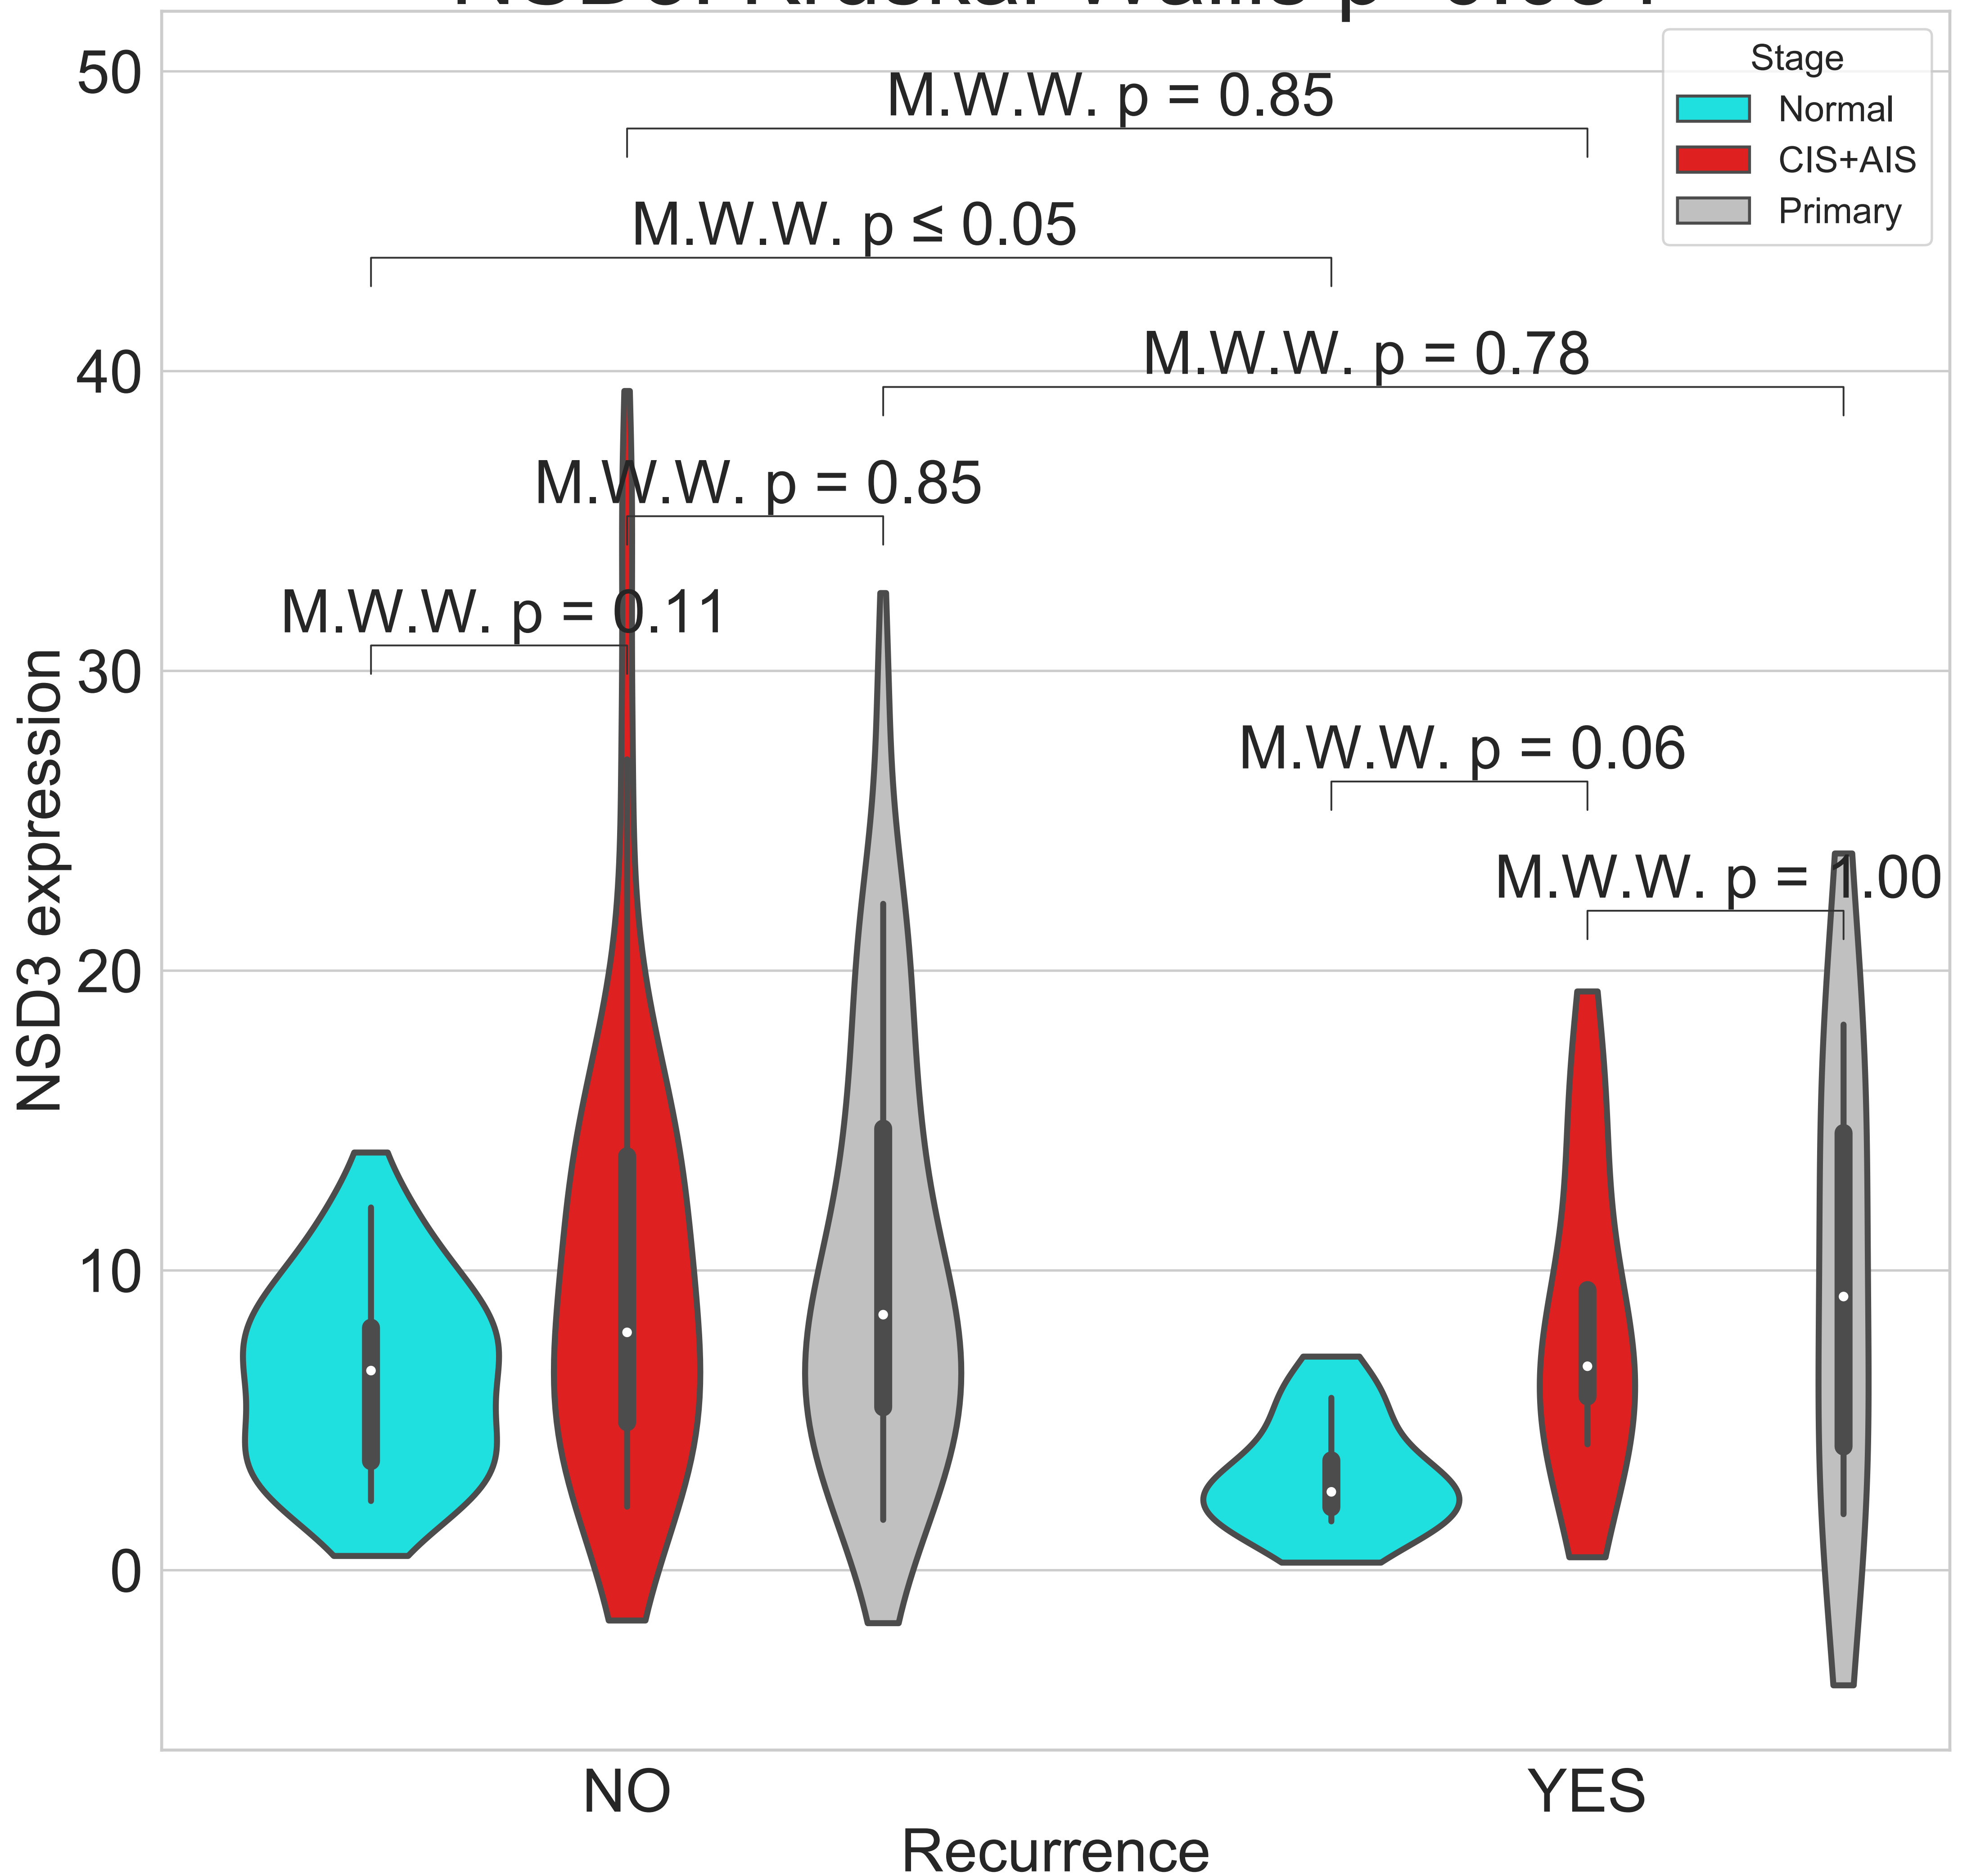 50
M.W.W. p = 0.85
Stage
Normal
CIS+AIS
Primary
M.W.W. p ≤ 0.05
M.W.W. p = 0.78
40
M.W.W. p = 0.85
M.W.W. p = 0.11
30
M.W.W. p = 0.06
M.W.W. p = 1.00
20
NSD3 expression
10
0
NO
YES
Recurrence